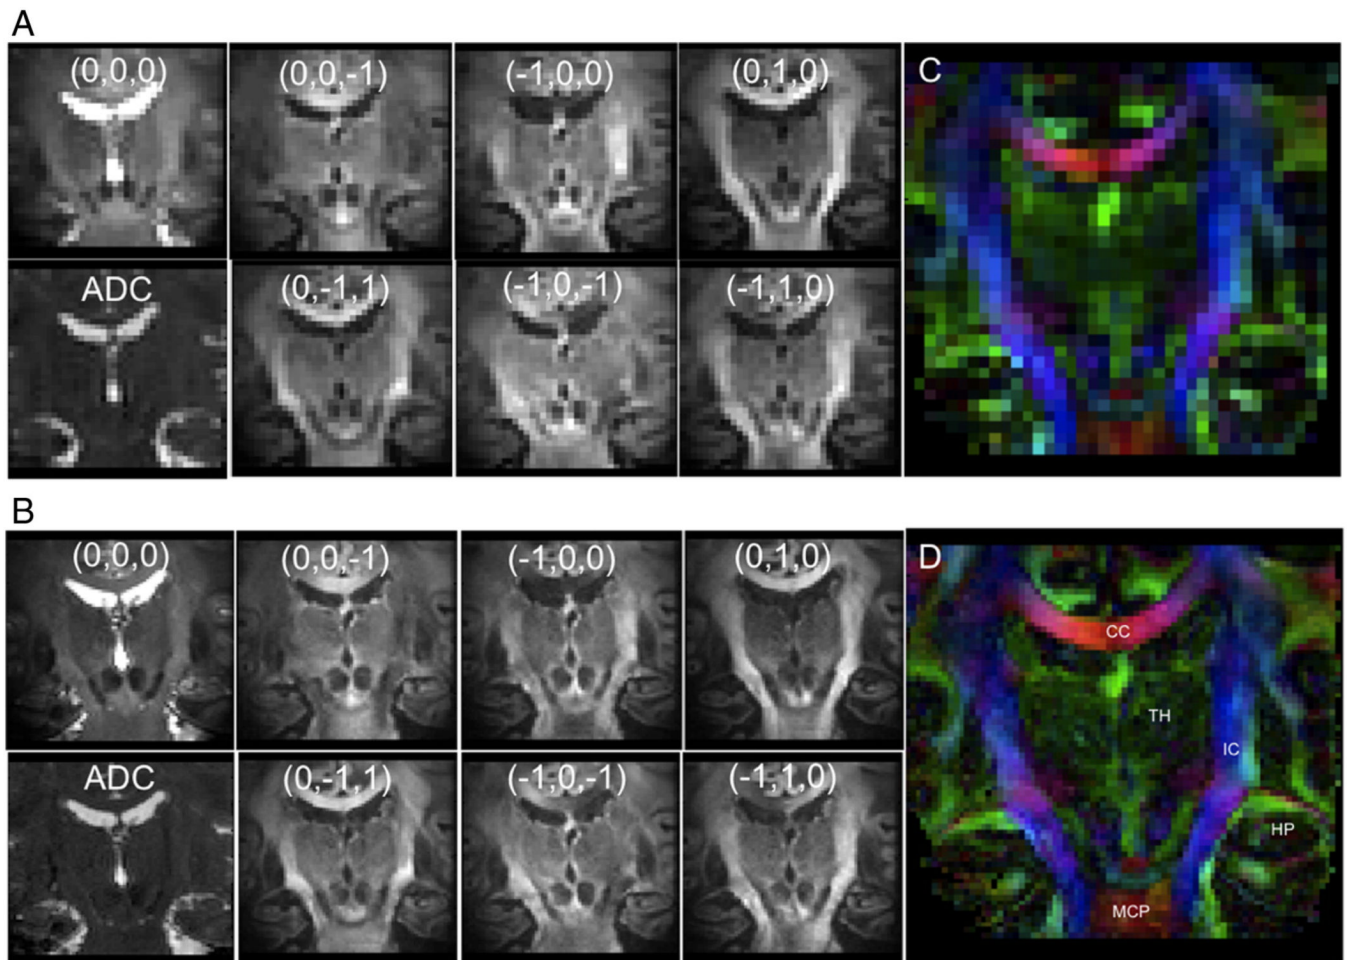 A
(0,0,0) (0,0,-1) (-1,0,0) (0,1,0) C
ADC (0,-1,1) (-1,0,-1) (-1,1,0)
B
(0,0,0) (0,0,-1) (-1,0,0) (0,1,0) D
CC
TH
IC
ADC (0,-1,1) (-1,0,-1) (-1,1,0)
HP
MCP